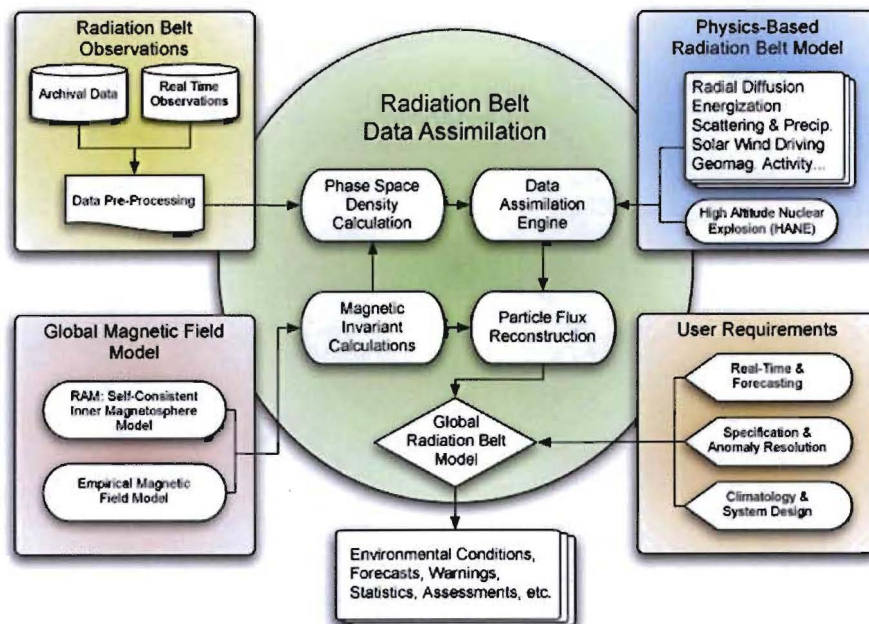 Radiation Belt
Observations
Archival Data
Real Time
Observations
Data Pre-Processing
Radiation Belt
Data Assimilation
Phase Space
Density
Calculation
Data
Assimilation
Engine
Magnetic
Invariant
Calculations
Particle Flux
Reconstruction
Global
Radiation Belt
Model
Physics-Based
Radiation Belt Model
Radial Diffusion
Energization
Scattering & Precip.
Solar Wind Driving
Geomag. Activity...
High Altitude Nuclear
Explosion (HANE)
Global Magnetic Field
Model
RAM: Self-Consistent
Inner Magnetosphere
Model
Empirical Magnetic
Field Model
User Requirements
Real-Time &
Forecasting
Specification &
Anomaly Resolution
Climatology &
System Design
Environmental Conditions,
Forecasts, Warnings,
Statistics, Assessments, etc.